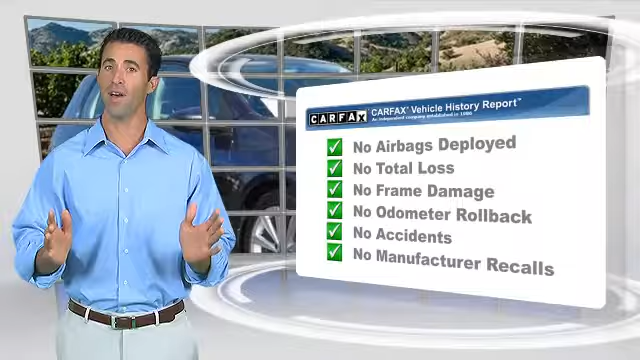 CARFAX CARFAX Vehicle History Report™
An independent company established in 1986
No Airbags Deployed
No Total Loss
No Frame Damage
No Odometer Rollback
No Accidents
No Manufacturer Recalls